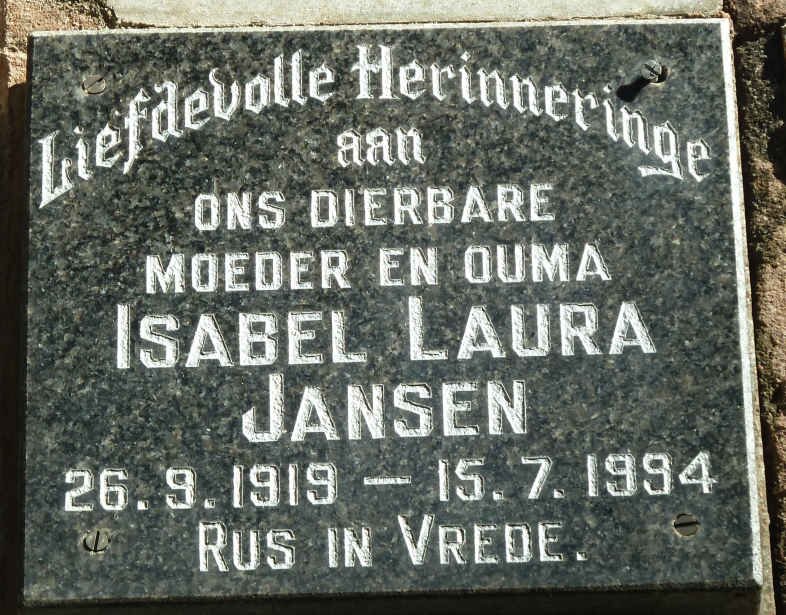 Liefdevolle Herinneringe
aan
ONS DIERBARE
MOEDER EN OUMA
ISABEL LAURA
JANSEN
26.9.1919 — 15.7.1994
RUS IN VREDE.